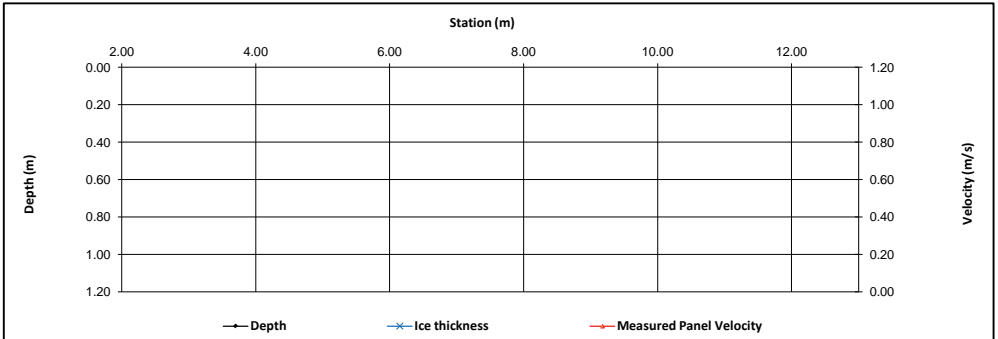 Station (m)
2.00 4.00 6.00 8.00 10.00 12.00
0.00 1.20
0.20 1.00
0.40 0.80
0.60 0.60
0.80 0.40
1.00 0.20
1.20 0.00
Depth (m)
Velocity (m/s)
Depth Ice thickness Measured Panel Velocity